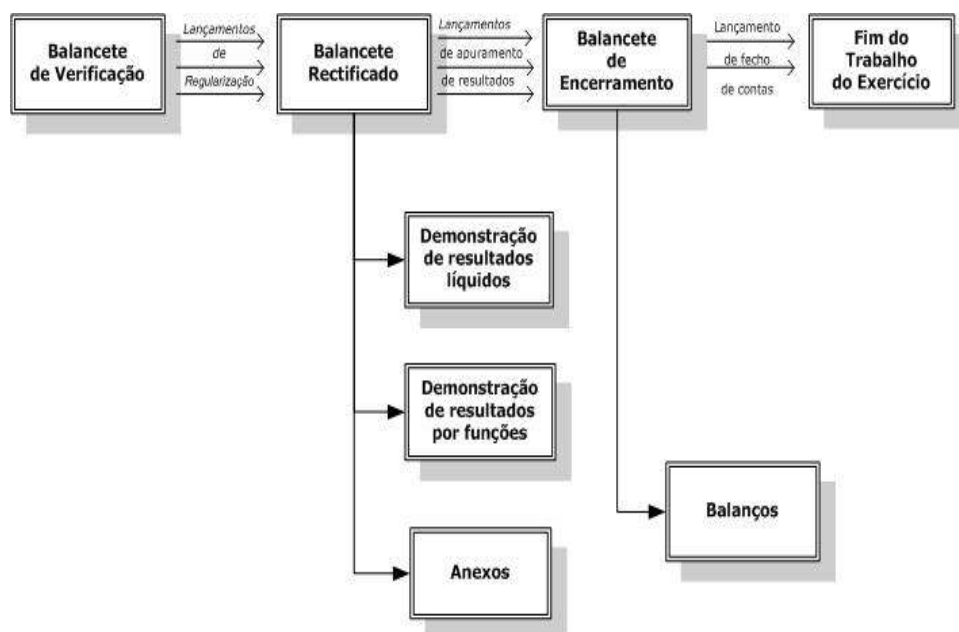 Balancete
de Verificação
Lançamentos
de
Regularização
Balancete
Rectificado
Lançamentos
de apuramento
de resultados
Balancete
de
Encerramento
Lançamento
de fecho
de contas
Fim do
Trabalho
do Exercício
Demonstração
de resultados
líquidos
Demonstração
de resultados
por funções
Balanços
Anexos